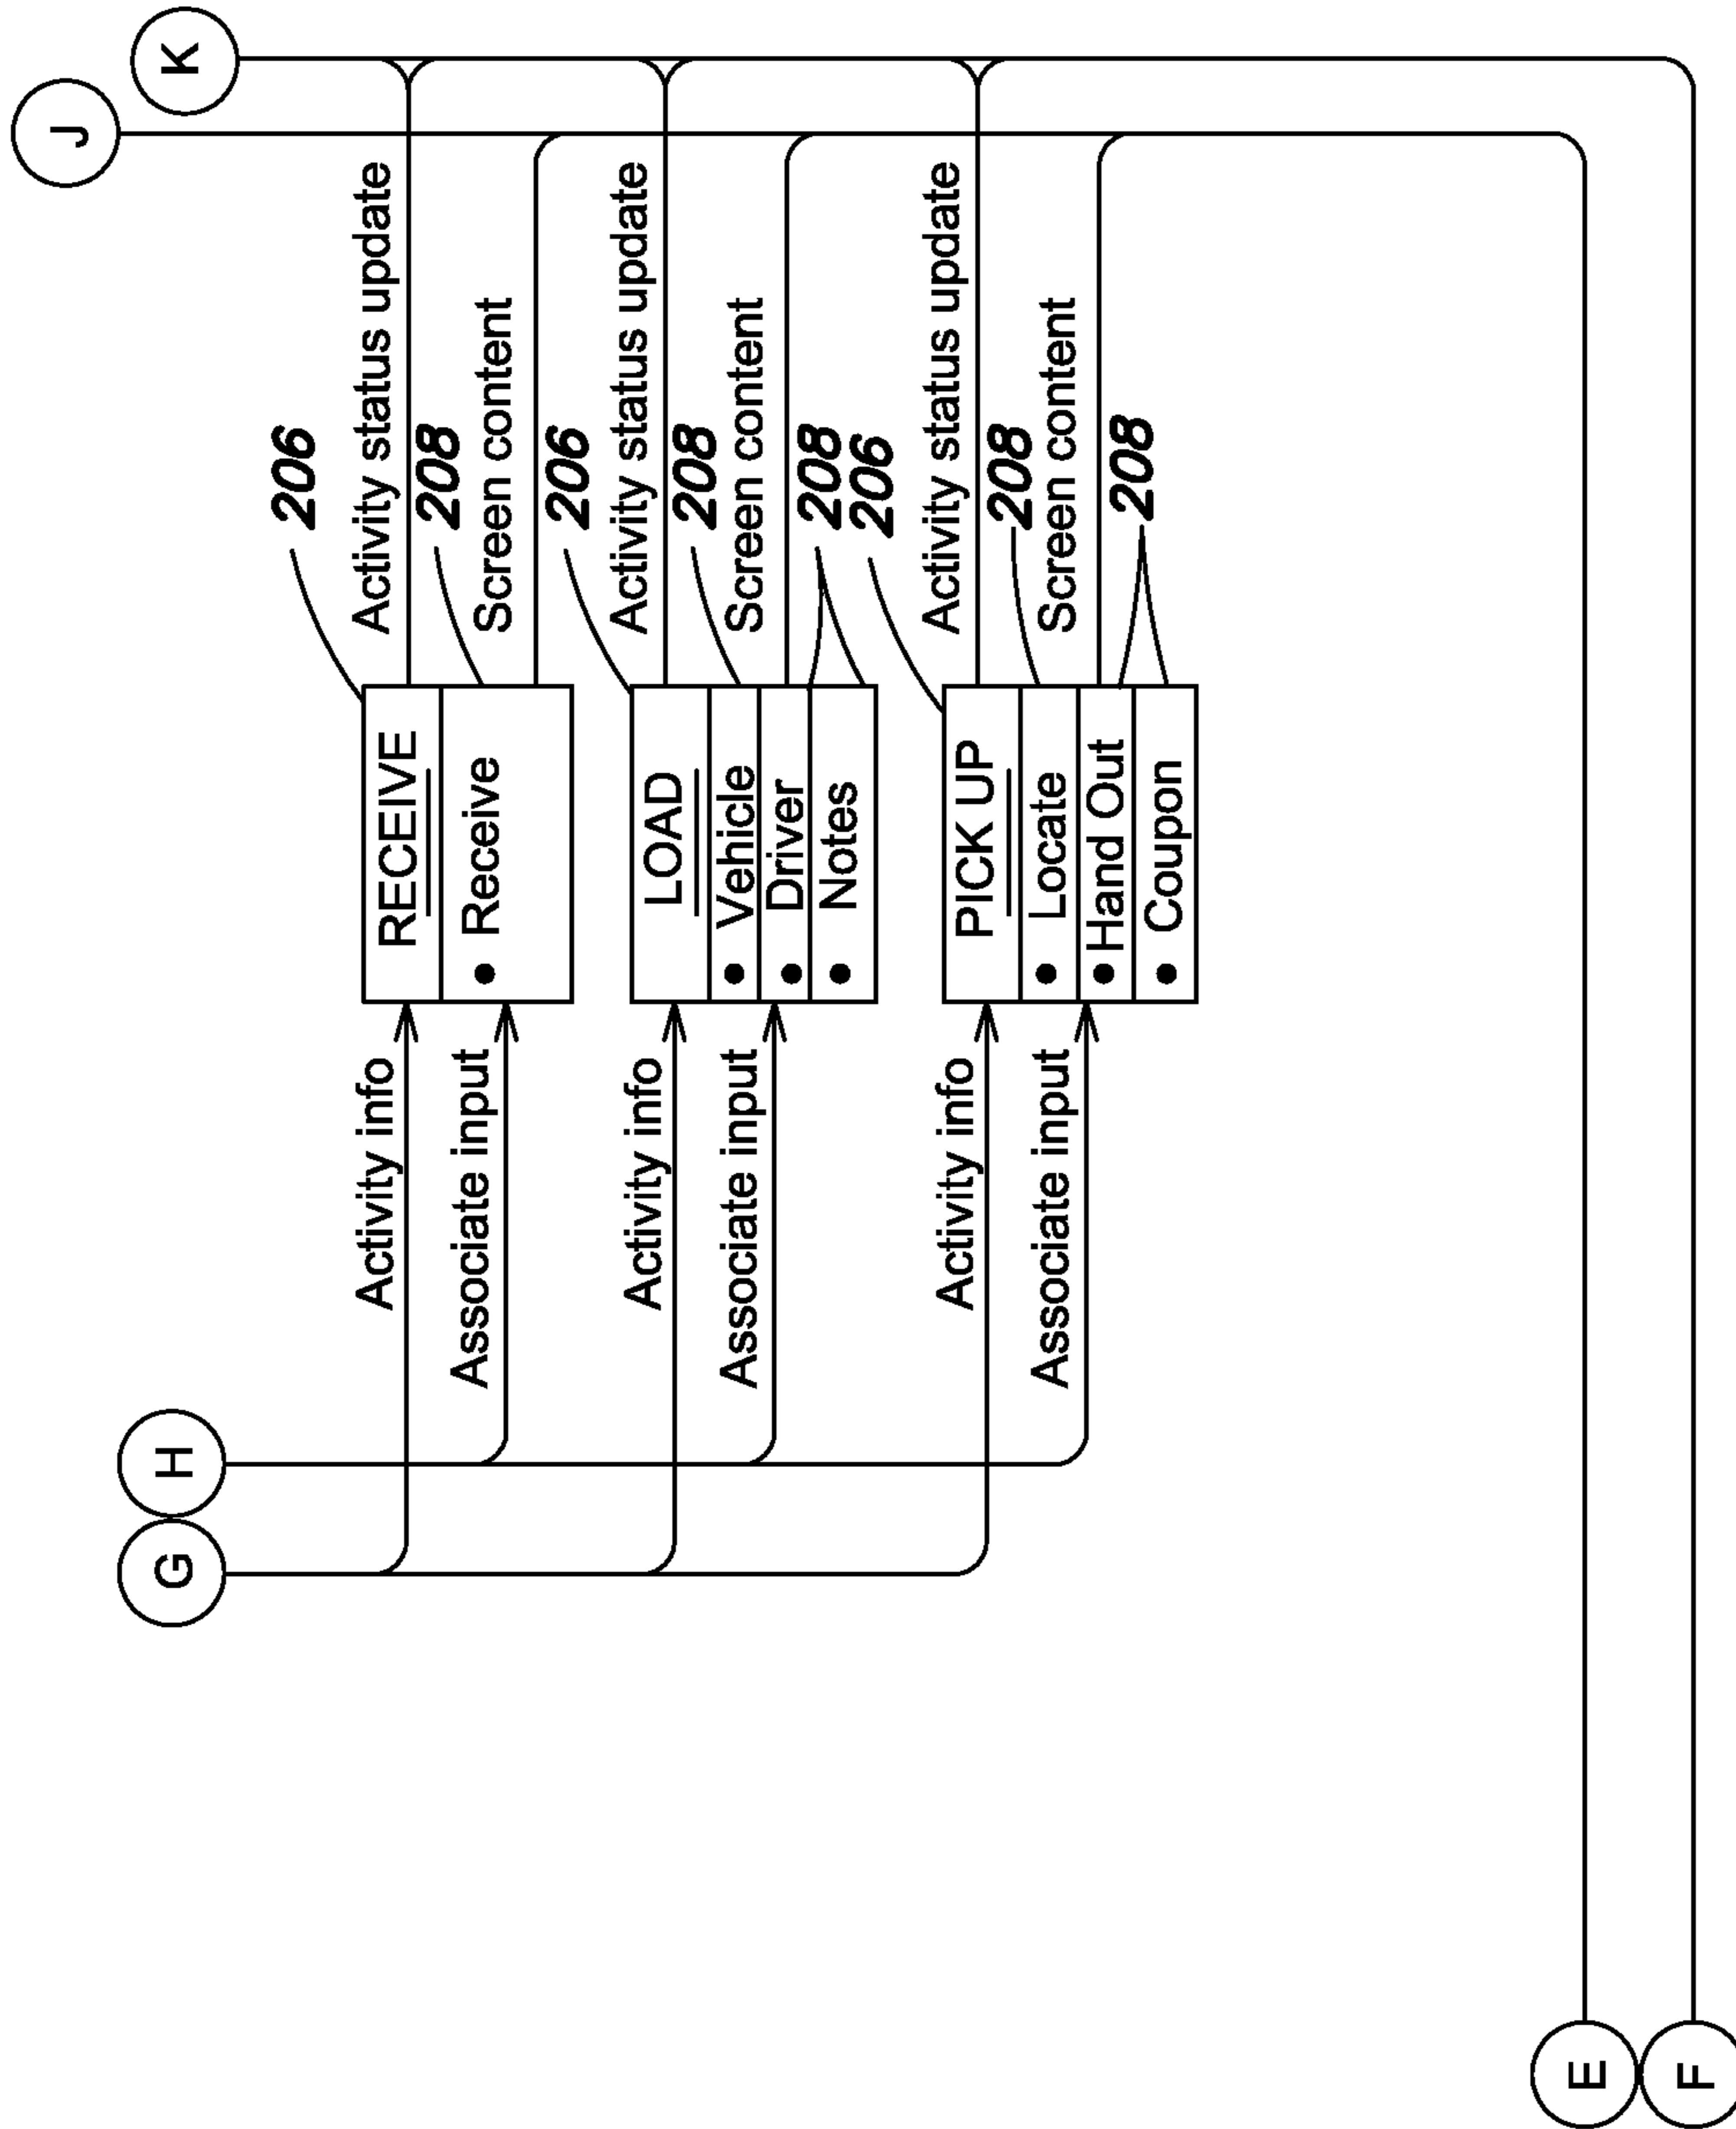 J
G
H
K
206
Activity info
RECEIVE
Activity status update
208
Associate input
• Receive
Screen content
206
Activity info
LOAD
Activity status update
208
Associate input
• Vehicle
Screen content
• Driver
208
• Notes
206
Activity info
PICK UP
Activity status update
208
Associate input
• Locate
Screen content
• Hand Out
208
• Coupon
E
F